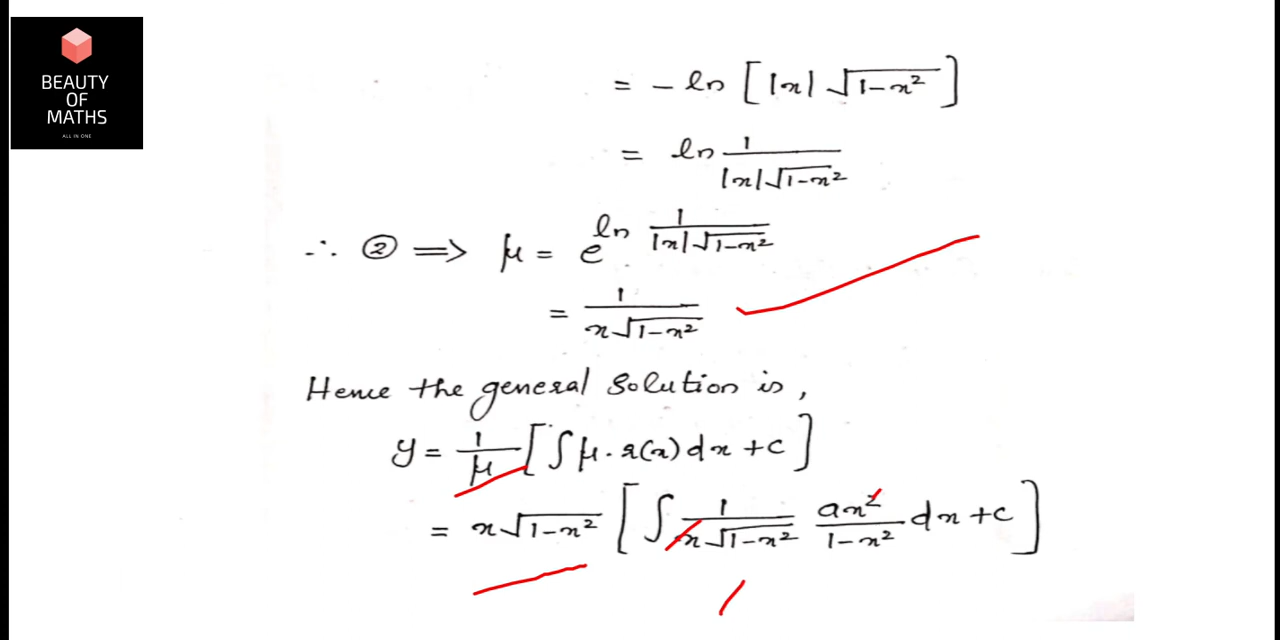 BEAUTY
OF
MATHS
ALL IN ONE
= - ln [ |x| √(1-x²) ]
= ln 1/(|x|√(1-x²))
∴ ② ⟹ μ = e^(ln 1/(|x|√(1-x²)))
= 1/(x√(1-x²))
Hence the general solution is,
y = 1/μ [ ∫ μ. r(x) dx + c ]
= x√(1-x²) [ ∫ 1/(x√(1-x²)) ax²/(1-x²) dx + c ]